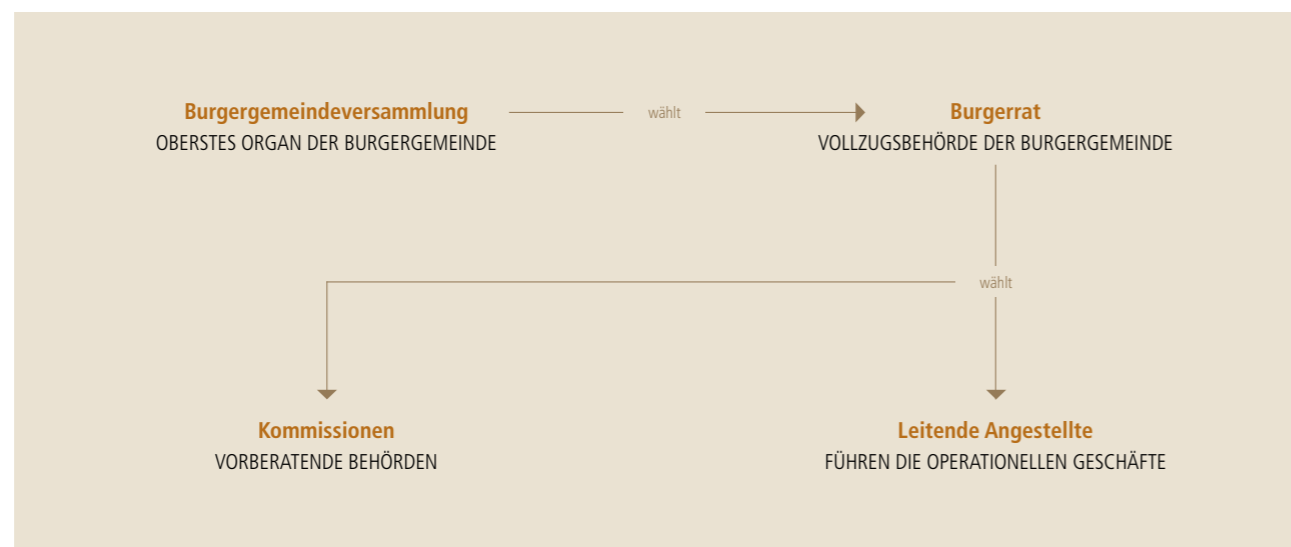 Burgergemeindeversammlung
OBERSTES ORGAN DER BURGERGEMEINDE
wählt
Burgerrat
VOLLZUGSBEHÖRDE DER BURGERGEMEINDE
wählt
Kommissionen
VORBERATENDE BEHÖRDEN
Leitende Angestellte
FÜHREN DIE OPERATIONELLEN GESCHÄFTE